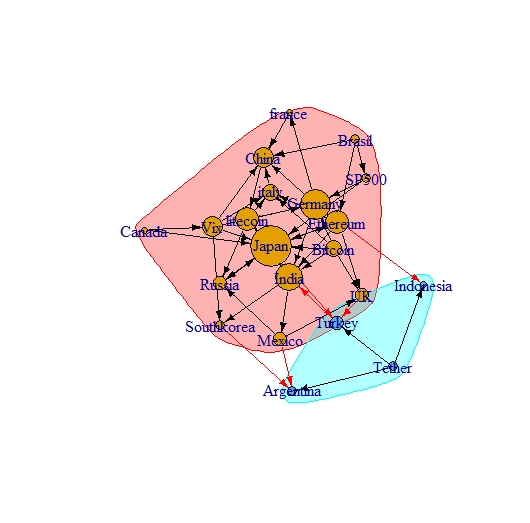 france
Brasil
China
SP500
italy
Germany
litecoin
Ethereum
Canada
Vix
Japan
Bitcoin
India
Russia
Indonesia
UK
Turkey
Southkorea
Mexico
Tether
Argentina